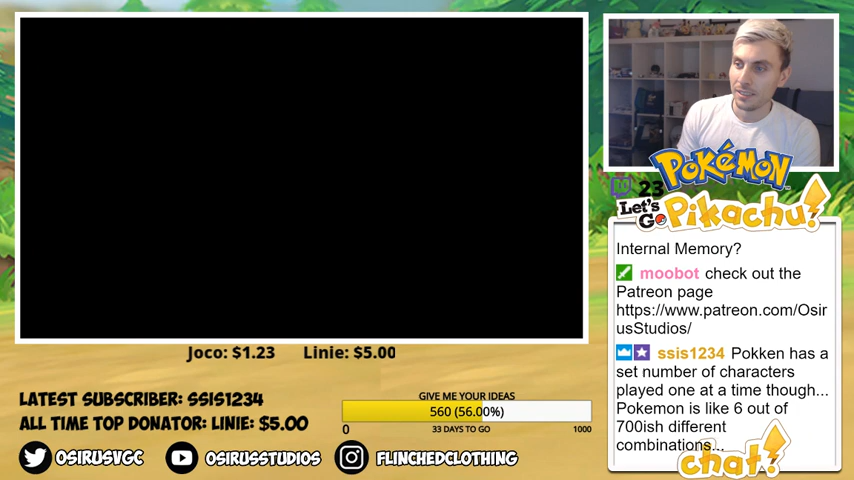 POKÉMON
23
Let's Go Pikachu!
Internal Memory?
moobot check out the
Patreon page
https://www.patreon.com/Osir
usStudios/
ssis1234 Pokken has a
set number of characters
played one at a time though...
Pokemon is like 6 out of
700ish different
combinations...
chat!
Joco: $1.23 Linie: $5.00
LATEST SUBSCRIBER: SSIS1234
ALL TIME TOP DONATOR: LINIE: $5.00
GIVE ME YOUR IDEAS
560 (56.00%)
0 33 DAYS TO GO 1000
OSIRUSVGC OSIRUSSTUDIOS FLINCHEDCLOTHING